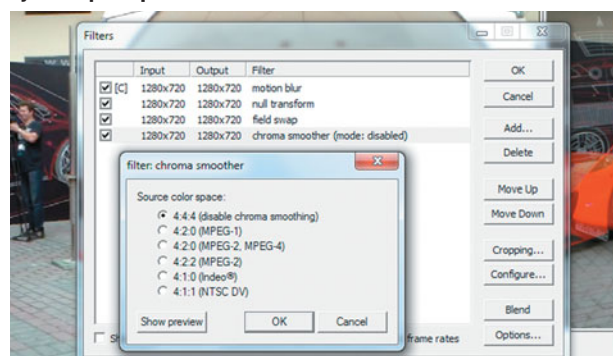 Filters
Input Output Filter
[C] 1280x720 1280x720 motion blur
1280x720 1280x720 null transform
1280x720 1280x720 field swap
1280x720 1280x720 chroma smoother (mode: disabled)
OK
Cancel
Add...
Delete
Move Up
Move Down
Cropping...
Configure...
Blend
Options...
filter: chroma smoother
Source color space:
4:4:4 (disable chroma smoothing)
4:2:0 (MPEG-1)
4:2:0 (MPEG-2, MPEG-4)
4:2:2 (MPEG-2)
4:1:0 (Indeo®)
4:1:1 (NTSC DV)
Show preview OK Cancel
frame rates